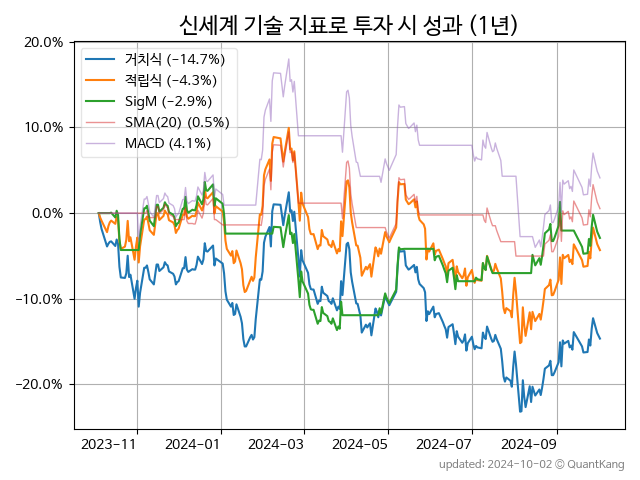 신세계 기술 지표로 투자 시 성과 (1년)
20.0%
10.0%
0.0%
−10.0%
−20.0%
거치식 (−14.7%)
적립식 (−4.3%)
SigM (−2.9%)
SMA(20) (0.5%)
MACD (4.1%)
2023-11 2024-01 2024-03 2024-05 2024-07 2024-09
updated: 2024-10-02 © QuantKang